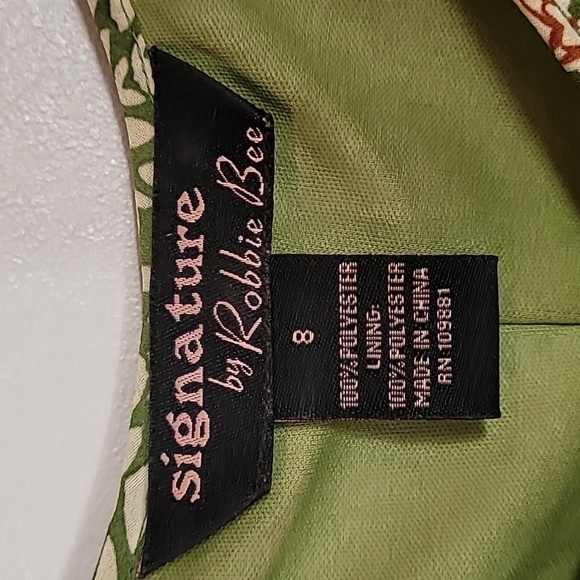 signature
by Robbie Bee.
8
100% POLYESTER
LINING:
100% POLYESTER
MADE IN CHINA
RN 109881